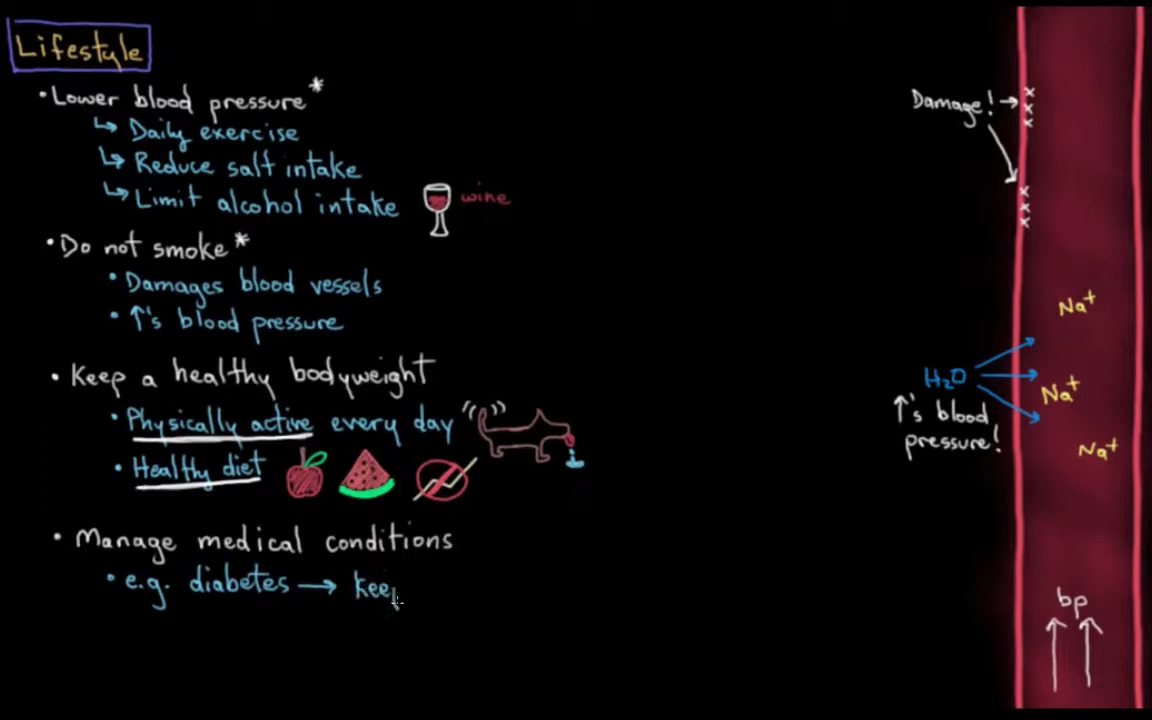 Lifestyle
• Lower blood pressure*
↳ Daily exercise
↳ Reduce salt intake
↳ Limit alcohol intake
wine
• Do not smoke*
• Damages blood vessels
• ↑'s blood pressure
• Keep a healthy bodyweight
• Physically active every day
• Healthy diet
• Manage medical conditions
• e.g. diabetes → kee
Damage! → x x x
x x x
Na+
H₂O
Na+
↑'s blood
pressure!
Na+
bp